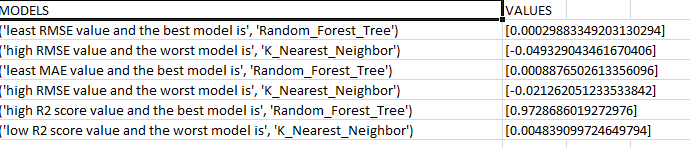 MODELS VALUES
('least RMSE value and the best model is', 'Random_Forest_Tree') [0.00029883349203130294]
('high RMSE value and the worst model is', 'K_Nearest_Neighbor') [-0.049329043461670406]
('least MAE value and the best model is', 'Random_Forest_Tree') [0.0008876502613356096]
('high RMSE value and the worst model is', 'K_Nearest_Neighbor') [-0.021262051233533842]
('high R2 score value and the best model is', 'Random_Forest_Tree') [0.9728686019272976]
('low R2 score value and the worst model is', 'K_Nearest_Neighbor') [0.004839099724649794]